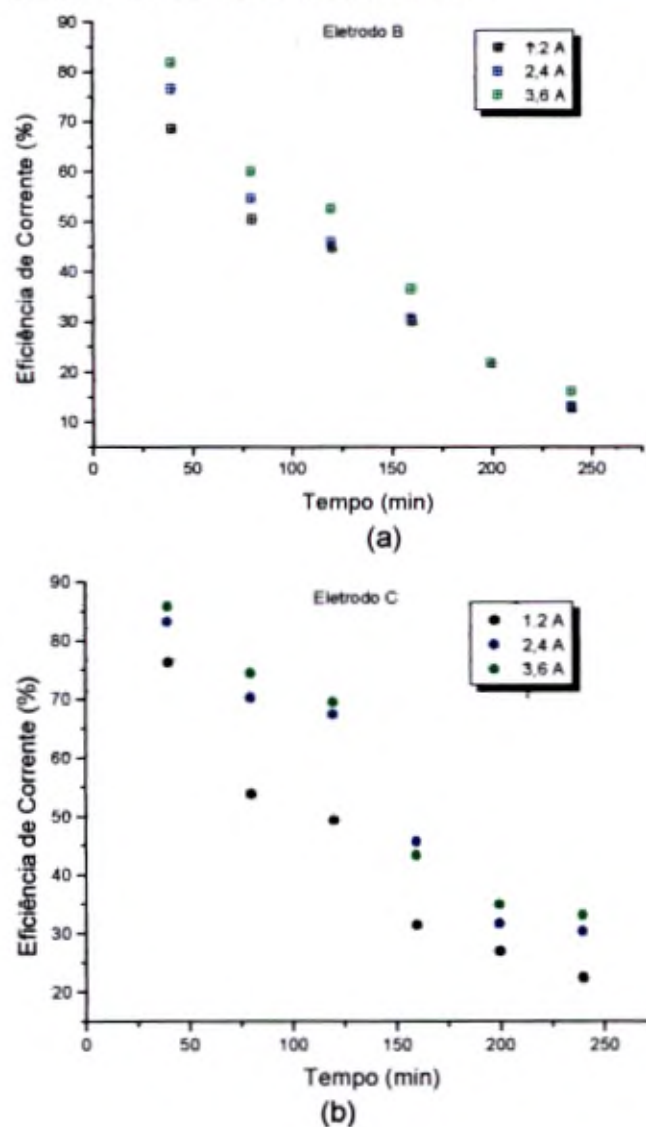 Eletrodo B
1.2 A
2,4 A
3,6 A
Eficiência de Corrente (%)
90
80
70
60
50
40
30
20
10
0
50
100
150
200
250
Tempo (min)
(a)
Eletrodo C
1.2 A
2,4 A
3,6 A
Eficiência de Corrente (%)
90
80
70
60
50
40
30
20
0
50
100
150
200
250
Tempo (min)
(b)